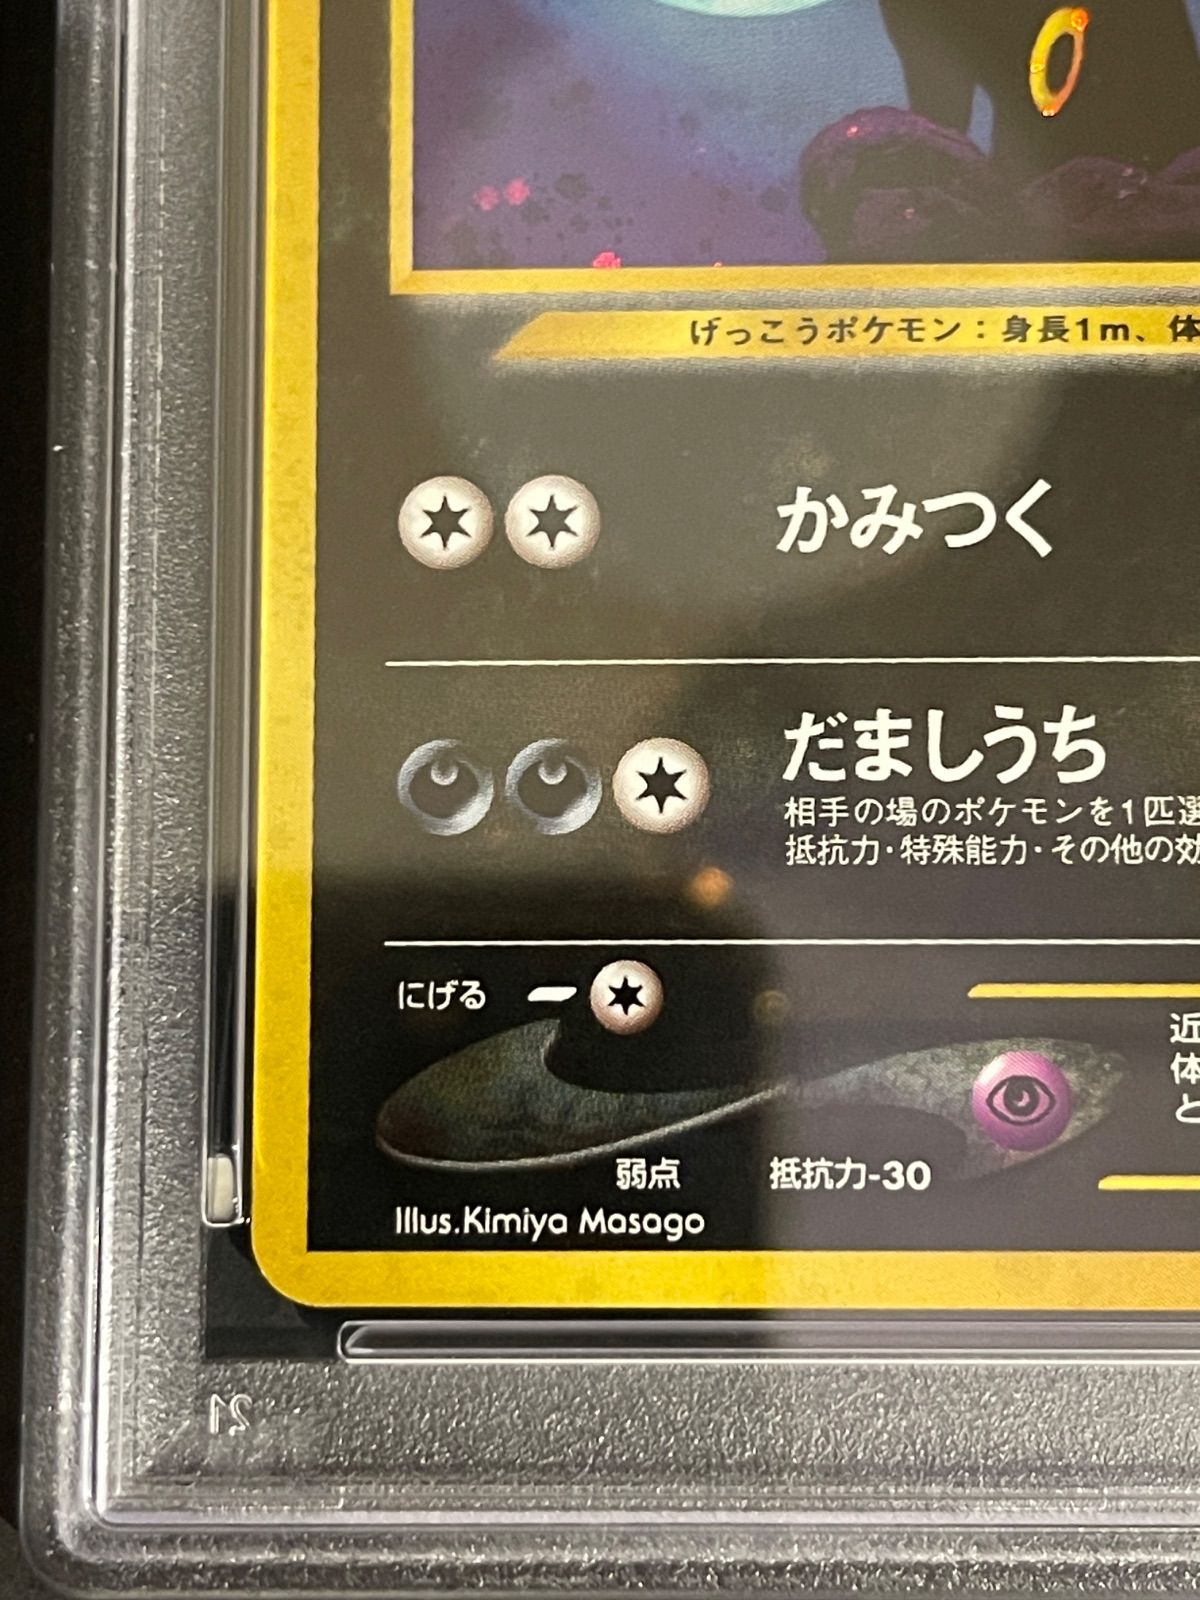 げっこうポケモン：身長1m、体
かみつく
だましうち
相手の場のポケモンを1匹選
抵抗力・特殊能力・その他の効
にげる
近
体
と
弱点
抵抗力-30
Illus.Kimiya Masago
21